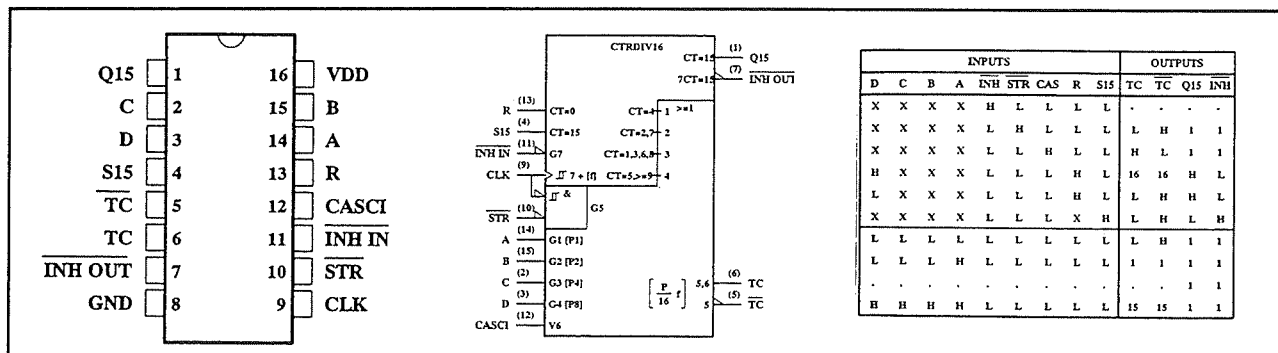 Q15 1 16 VDD
C 2 15 B
D 3 14 A
S15 4 13 R
TC 5 12 CASCI
TC 6 11 INH IN
INH OUT 7 10 STR
GND 8 9 CLK
CTRDIV16
CT=15 (1) Q15
7CT=15 (7) INH OUT
R (13) CT=0 CT=4 1 >=1
S15 (4) CT=15 CT=2,7 2
INH IN (11) G7 CT=1,3,6,8 3
CLK (9) 7 + [f] CT=5,>=9 4
&
STR (10) G5
A (14) G1 [P1]
B (15) G2 [P2]
C (2) G3 [P4] 5,6 (6) TC
D (3) G4 [P8] [P/16 f] 5 (5) TC
CASCI (12) V6
INPUTS OUTPUTS
D C B A INH STR CAS R S15 TC TC Q15 INH
X X X X H L L L L . . . .
X X X X L H L L L L H 1 1
X X X X L L H L L H L 1 1
H X X X L L L H L 16 16 H L
L X X X L L L H L L H H L
X X X X L L L X H L H L H
L L L L L L L L L L H 1 1
L L L H L L L L L 1 1 1 1
. . . . . . . . . 1 1
H H H H L L L L L 15 15 1 1